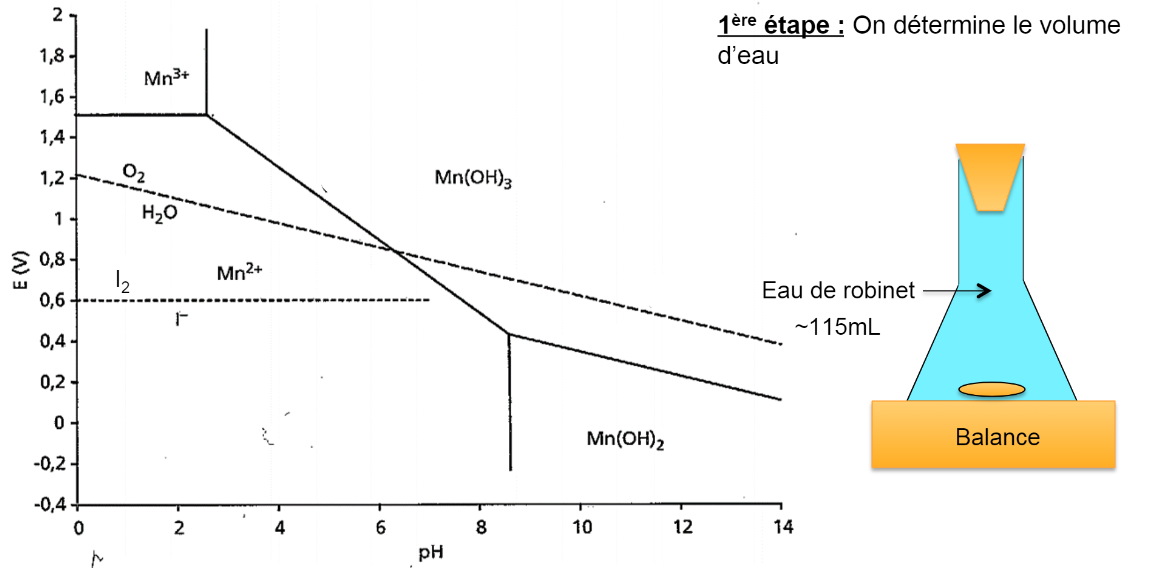 1ère étape : On détermine le volume
d'eau
2
1,8
1,6
1,4
1,2
1
0,8
0,6
0,4
0,2
0
-0,2
-0,4
E (V)
Mn3+
O2
H2O
Mn(OH)3
Mn2+
I2
I-
Mn(OH)2
0 2 4 6 8 10 12 14
pH
Eau de robinet
~115mL
Balance